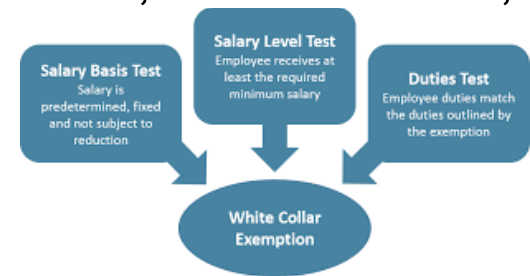 Salary Basis Test
Salary is
predetermined, fixed
and not subject to
reduction
Salary Level Test
Employee receives at
least the required
minimum salary
Duties Test
Employee duties match
the duties outlined by
the exemption
White Collar
Exemption